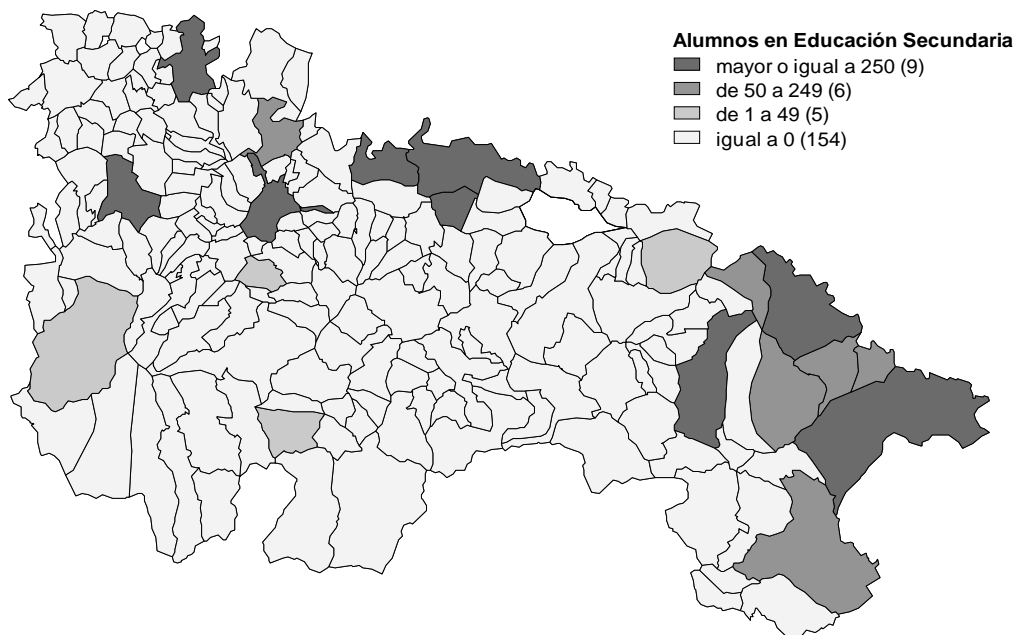 Alumnos en Educación Secundaria
mayor o igual a 250 (9)
de 50 a 249 (6)
de 1 a 49 (5)
igual a 0 (154)